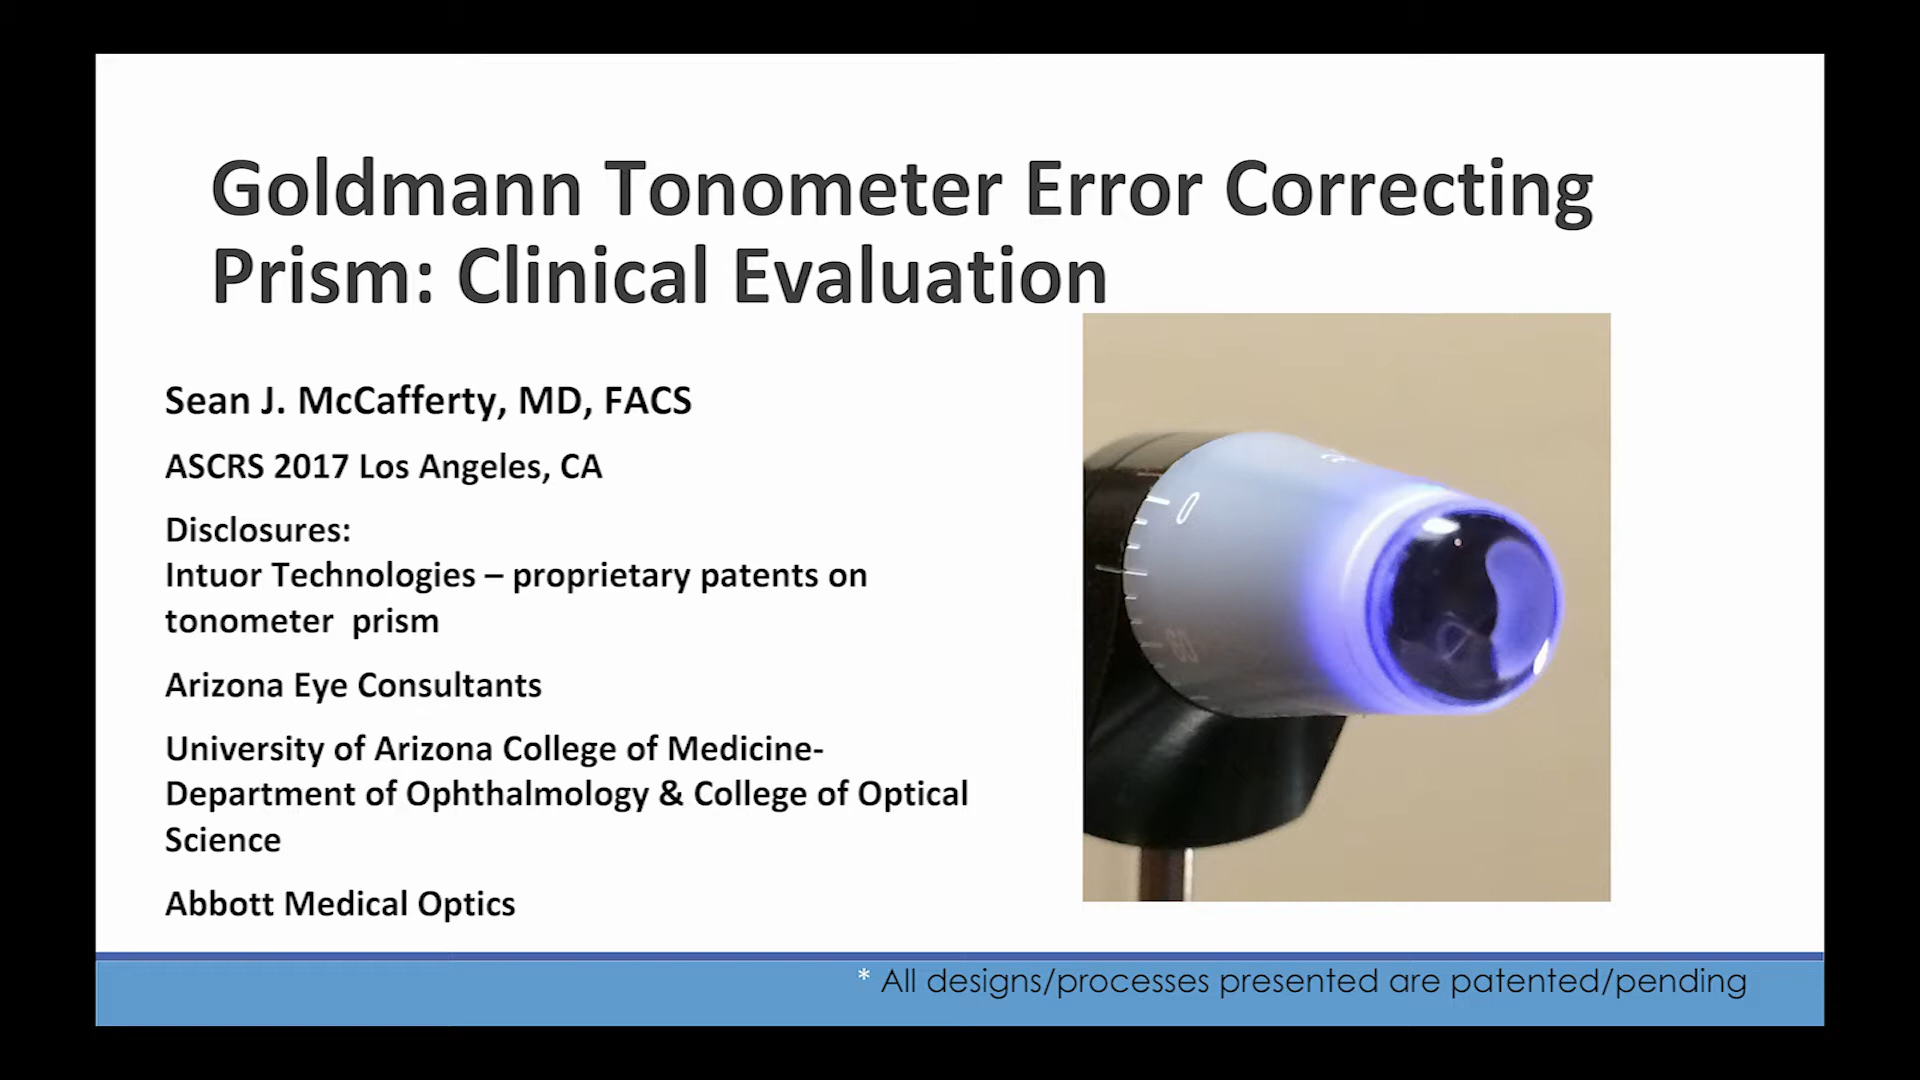 Goldmann Tonometer Error Correcting
Prism: Clinical Evaluation
Sean J. McCafferty, MD, FACS
ASCRS 2017 Los Angeles, CA
Disclosures:
Intuor Technologies – proprietary patents on
tonometer prism
Arizona Eye Consultants
University of Arizona College of Medicine-
Department of Ophthalmology & College of Optical
Science
Abbott Medical Optics
0
* All designs/processes presented are patented/pending